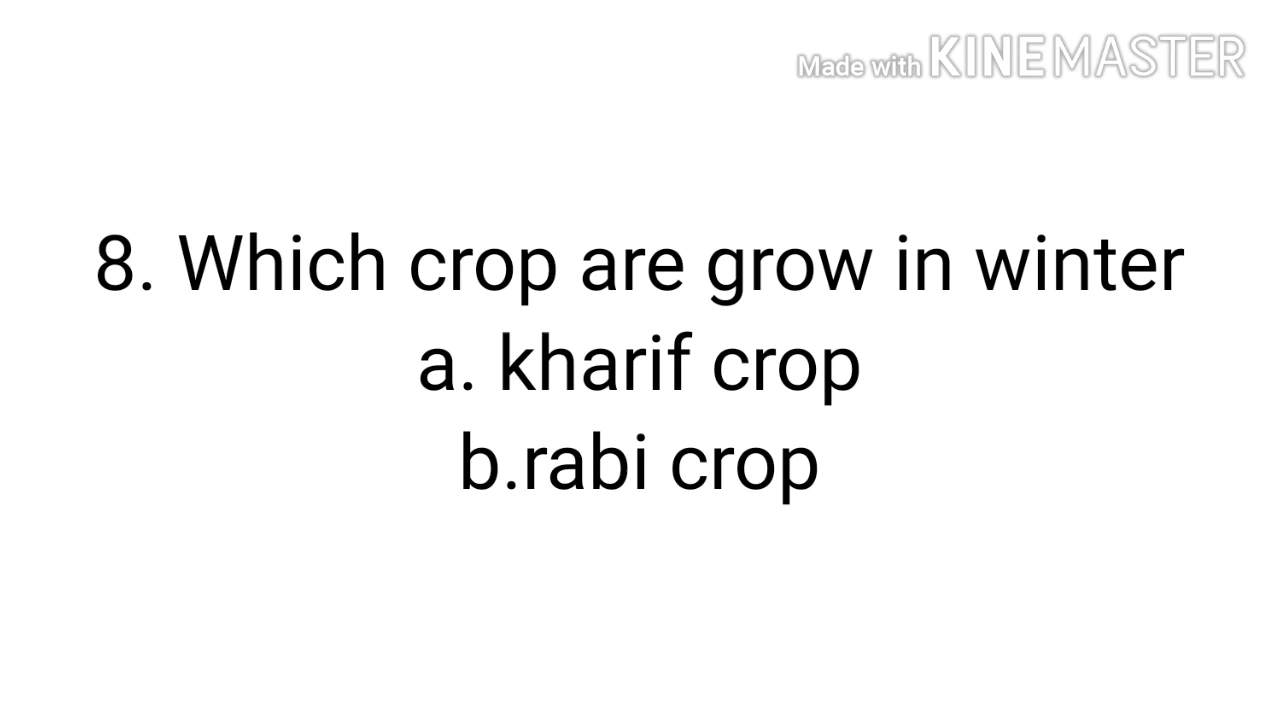 Made with KINEMASTER
8. Which crop are grow in winter
a. kharif crop
b.rabi crop